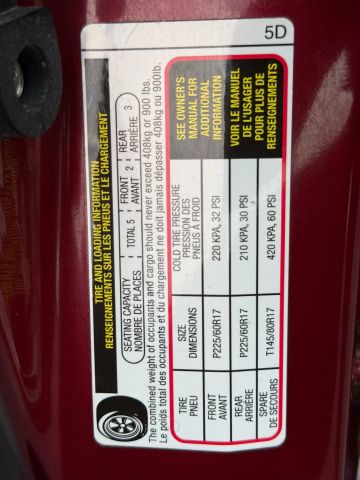 5D
TIRE AND LOADING INFORMATION
RENSEIGNEMENTS SUR LES PNEUS ET LE CHARGEMENT
SEATING CAPACITY TOTAL 5 FRONT 2 REAR 3
NOMBRE DE PLACES AVANT ARRIÈRE
The combined weight of occupants and cargo should never exceed 408kg or 900 lbs.
Le poids total des occupants et du chargement ne doit jamais dépasser 408kg ou 900lb.
TIRE SIZE COLD TIRE PRESSURE SEE OWNER'S
PNEU DIMENSIONS PRESSION DES MANUAL FOR
PNEUS À FROID ADDITIONAL
FRONT P225/60R17 220 KPA, 32 PSI INFORMATION
AVANT
REAR P225/60R17 210 KPA, 30 PSI VOIR LE MANUEL
ARRIÈRE DE L'USAGER
SPARE T145/80R17 420 KPA, 60 PSI POUR PLUS DE
DE SECOURS RENSEIGNEMENTS